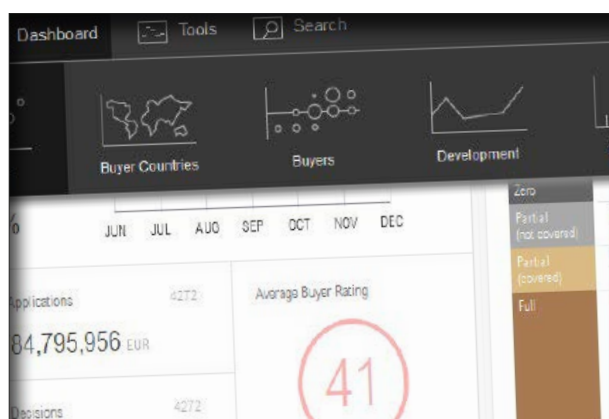 Dashboard
Tools
Search
Buyer Countries
Buyers
Development
%
JUN JUL AUG SEP OCT NOV DEC
Applications 4272
84,795,956 EUR
Decisions 4272
Average Buyer Rating
41
Zero
Partial
(not covered)
Partial
(covered)
Full